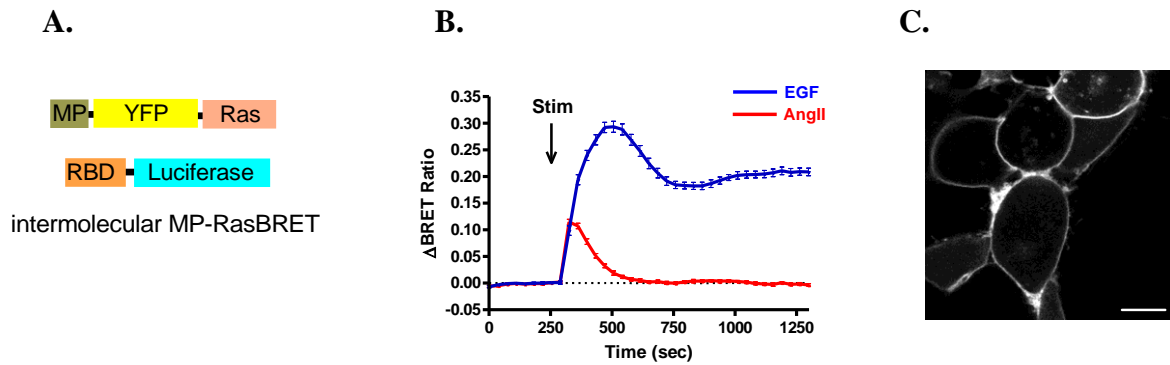 A.
B.
C.
MP YFP Ras
RBD Luciferase
intermolecular MP-RasBRET
EGF
AngII
Stim
ΔBRET Ratio
0.35
0.30
0.25
0.20
0.15
0.10
0.05
0.00
-0.05
0 250 500 750 1000 1250
Time (sec)